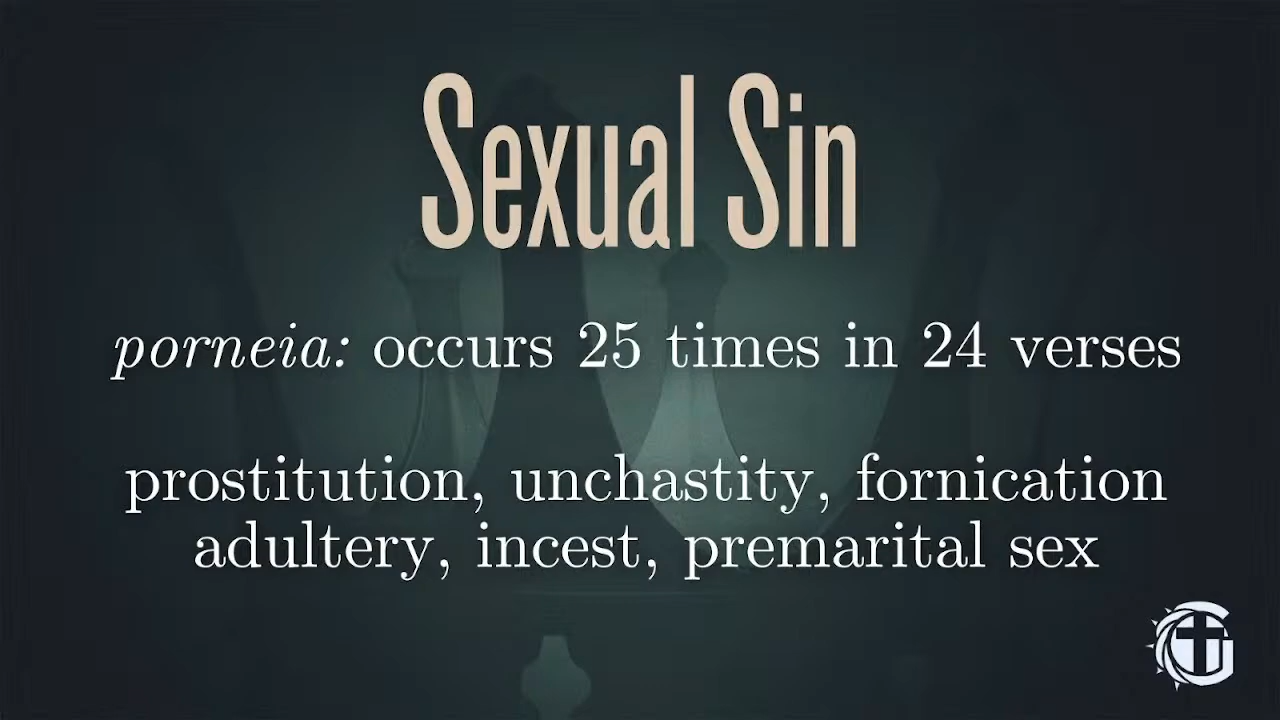 Sexual Sin
porneia: occurs 25 times in 24 verses
prostitution, unchastity, fornication
adultery, incest, premarital sex